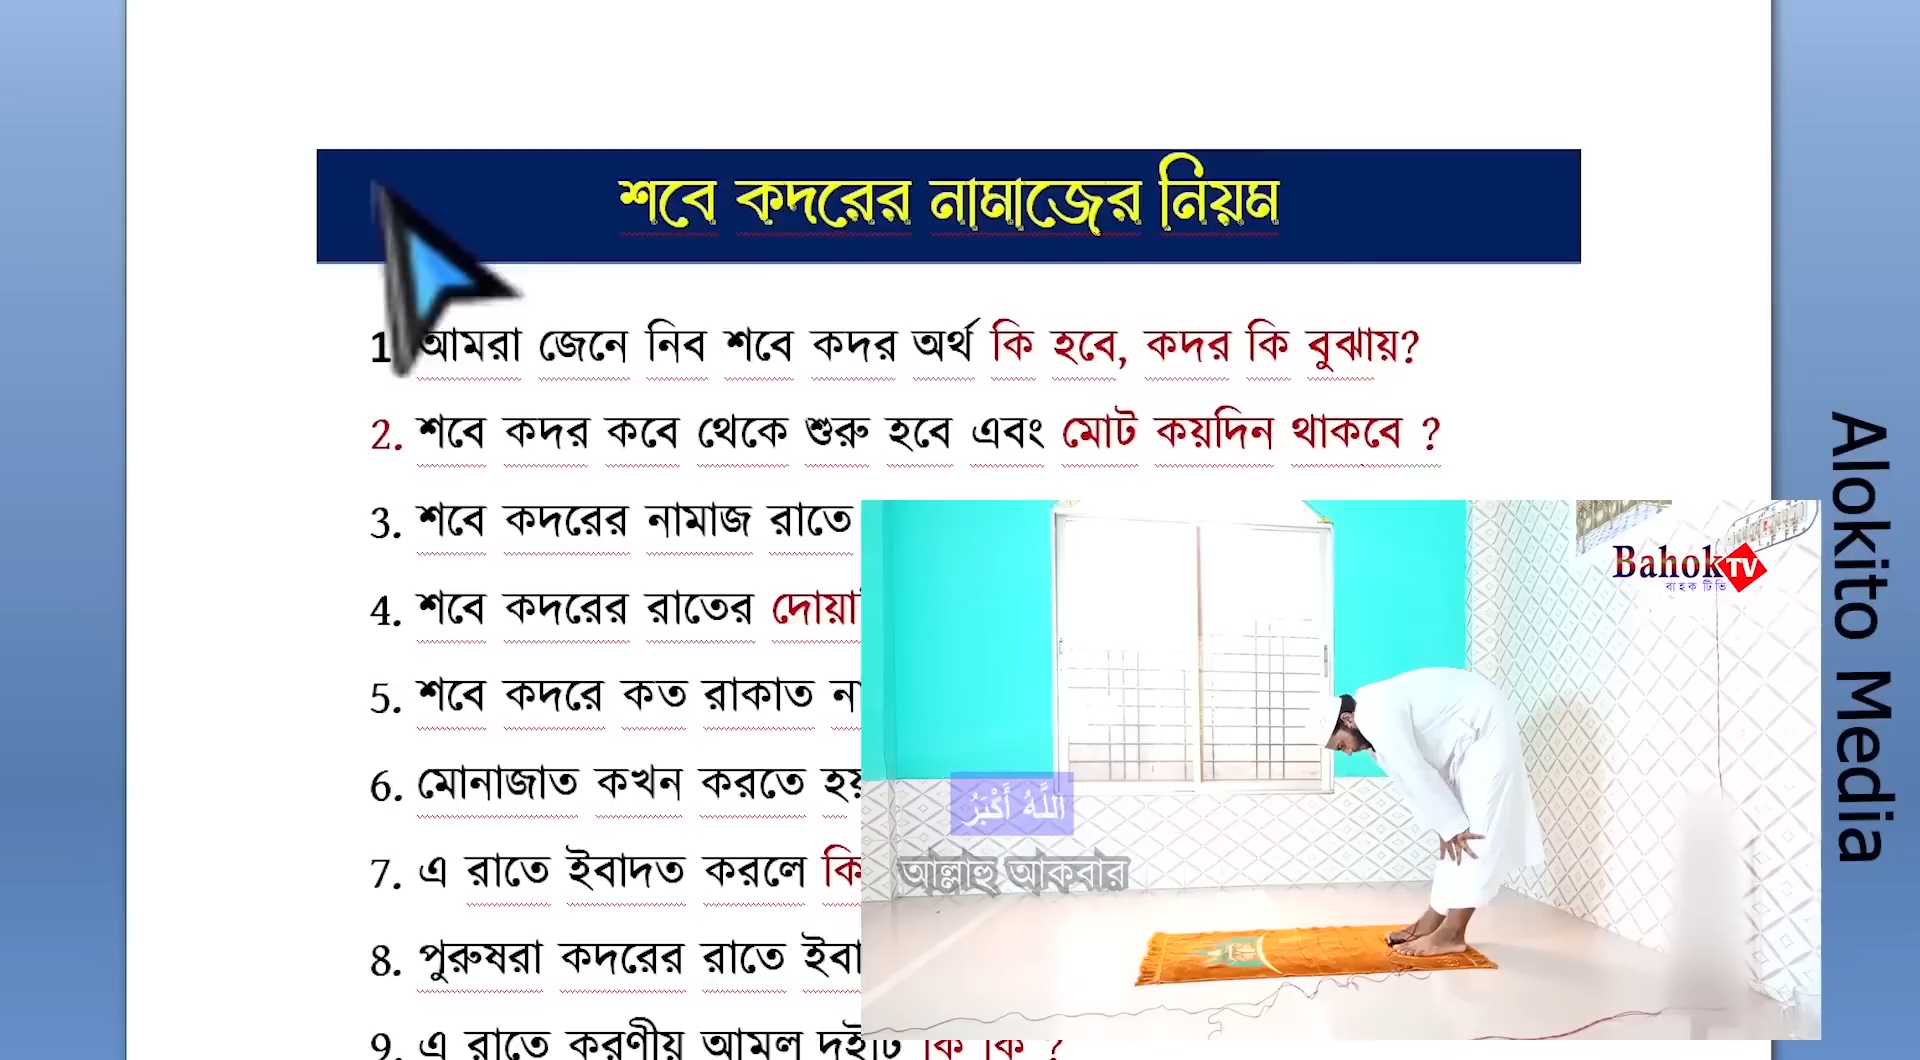 শবে কদরের নামাজের নিয়ম
1 আমরা জেনে নিব শবে কদর অর্থ কি হবে, কদর কি বুঝায়?
2. শবে কদর কবে থেকে শুরু হবে এবং মোট কয়দিন থাকবে ?
3. শবে কদরের নামাজ রাতে
4. শবে কদরের রাতের
5. শবে কদরে কত রাকাত
6. মোনাজাত কখন করতে হয়
7. এ রাতে ইবাদত করলে কি
8. পুরুষরা কদরের রাতে
9. এ রাতে করণীয় আমল দুইটি কি কি ?
Bahok TV
বাহক টিভি
اللَّهُ أَكْبَرُ
আল্লাহু আকবার
Alokito Media